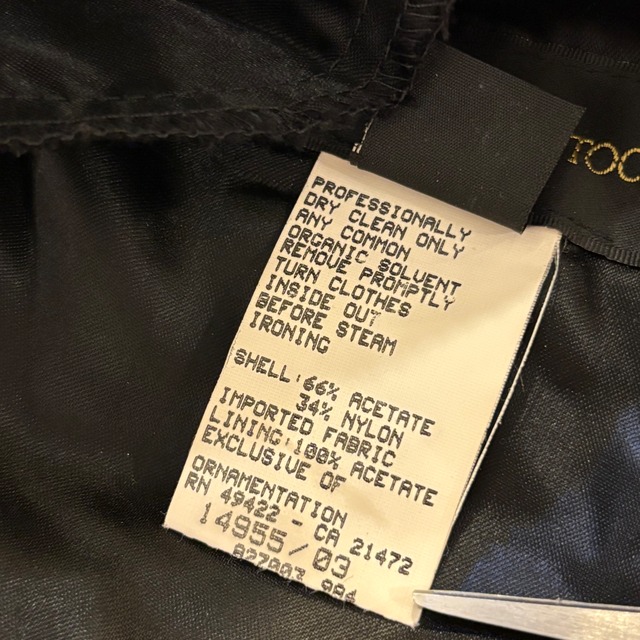 TOC
PROFESSIONALLY
DRY CLEAN ONLY
ANY COMMON
ORGANIC SOLVENT
REMOVE PROMPTLY
TURN CLOTHES
INSIDE OUT
BEFORE STEAM
IRONING
SHELL:66% ACETATE
34% NYLON
IMPORTED FABRIC
LINING:100% ACETATE
EXCLUSIVE OF
ORNAMENTATION
RN 49422 - CA 21472
14955/03